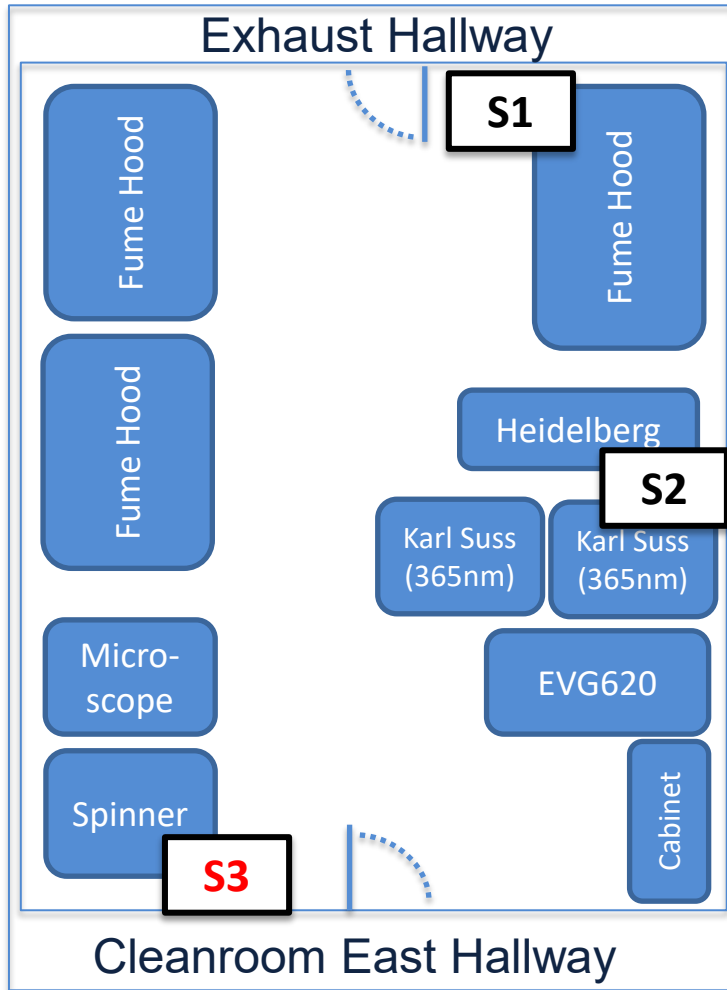 Exhaust Hallway
S1
Fume Hood
Fume Hood
Fume Hood
Heidelberg
S2
Karl Suss
(365nm)
Karl Suss
(365nm)
Micro-
scope
EVG620
Spinner
Cabinet
S3
Cleanroom East Hallway